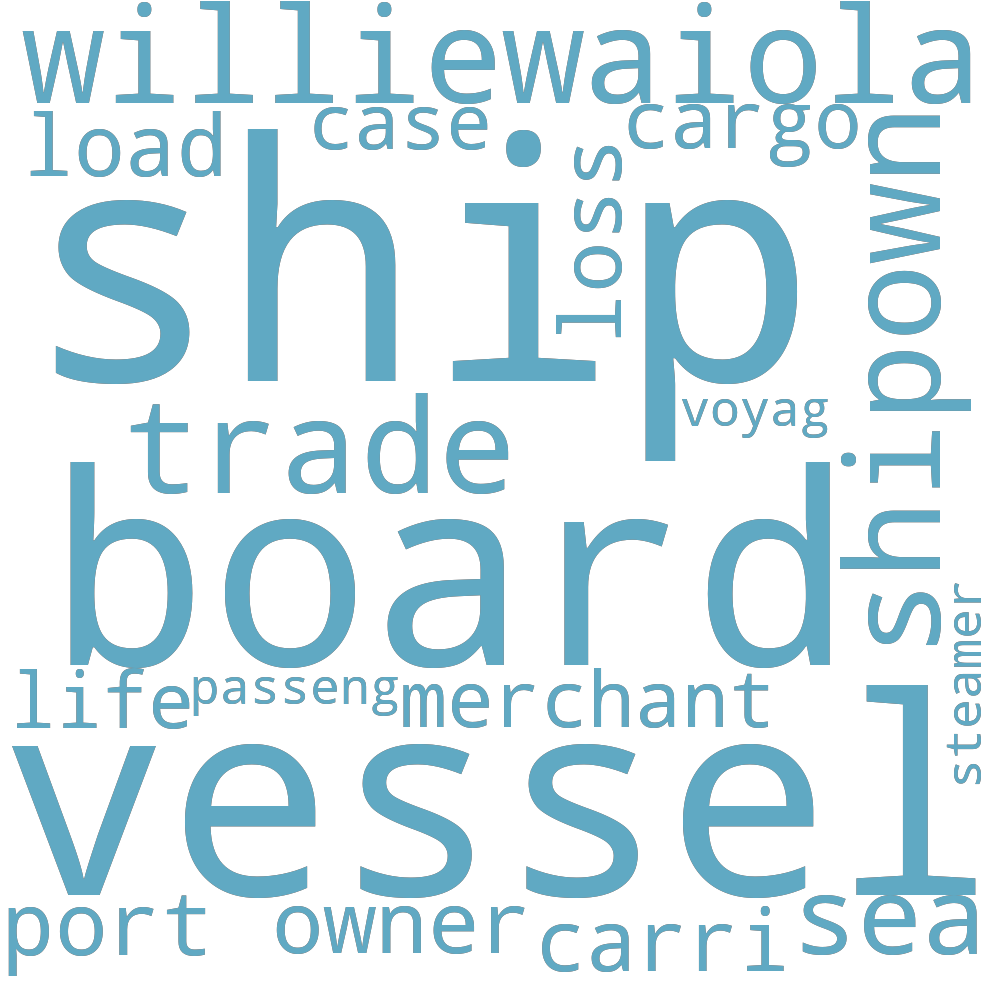 williewaiola
load
case
cargo
ship
loss
shipown
trade
voyag
board
steamer
life
passeng
merchant
vessel
port
owner
carri
sea